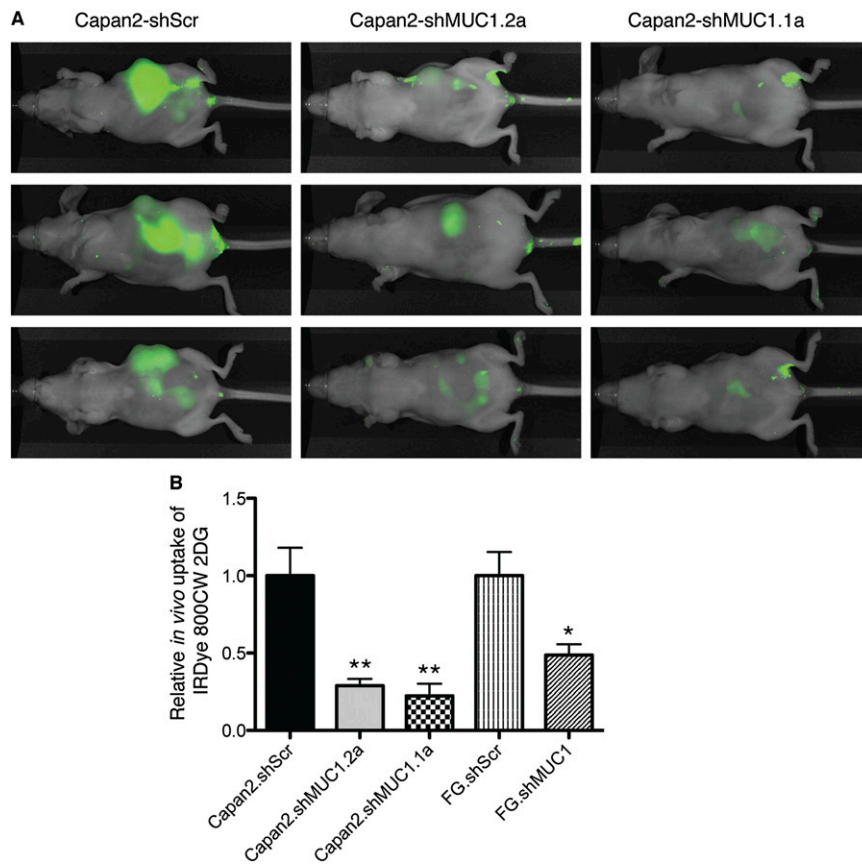 A
Capan2-shScr
Capan2-shMUC1.2a
Capan2-shMUC1.1a
B
Relative in vivo uptake of
IRDye 800CW 2DG
1.5
1.0
0.5
0.0
**
**
*
Capan2.shScr
Capan2.shMUC1.2a
Capan2.shMUC1.1a
FG.shScr
FG.shMUC1